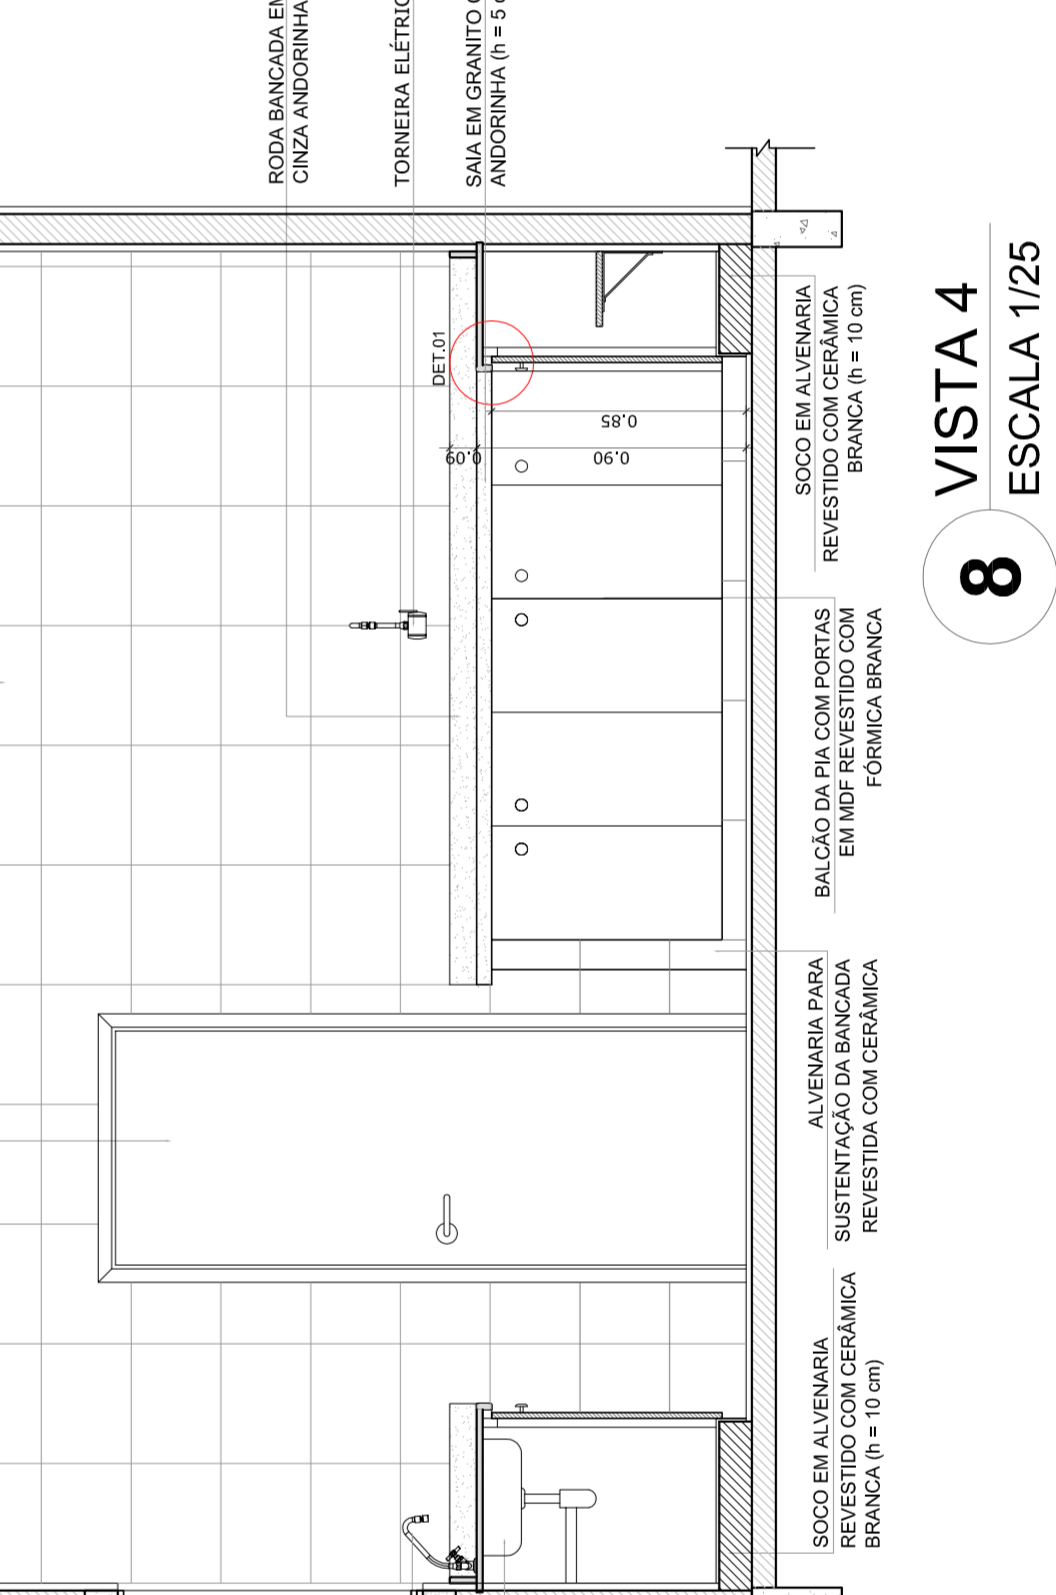 RODA BANCADA EM
CINZA ANDORINHA
TORNEIRA
SAIA EM GRANITO
ANDORINHA (h = 5
DET.01
0.09
0.90
0.85
SOCO EM ALVENARIA
REVESTIDO COM CERÂMICA
BRANCA (h = 10 cm)
ALVENARIA PARA
SUSTENTAÇÃO DA BANCADA
REVESTIDA COM CERÂMICA
BALCÃO DA PIA COM PORTAS
EM MDF REVESTIDO COM
FÓRMICA BRANCA
SOCO EM ALVENARIA
REVESTIDO COM CERÂMICA
BRANCA (h = 10 cm)
8
VISTA 4
ESCALA 1/25